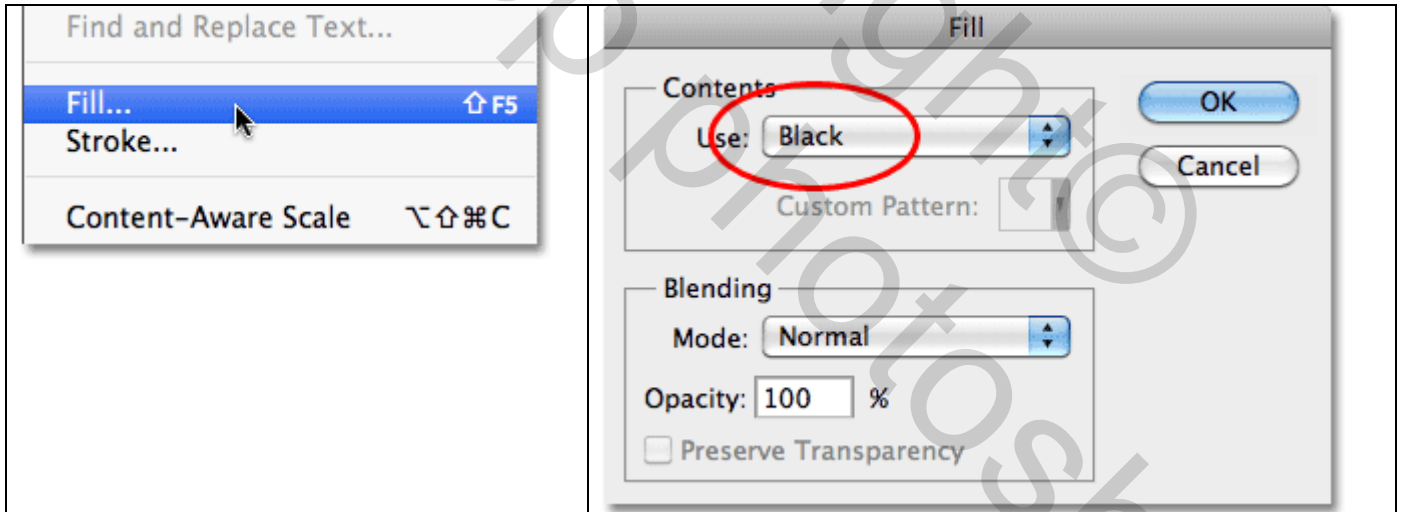 Find and Replace Text...
Fill... ⇧ F5
Stroke...
Content-Aware Scale ⌥⇧⌘C
Fill
Contents
Use: Black
Custom Pattern:
OK
Cancel
Blending
Mode: Normal
Opacity: 100 %
Preserve Transparency